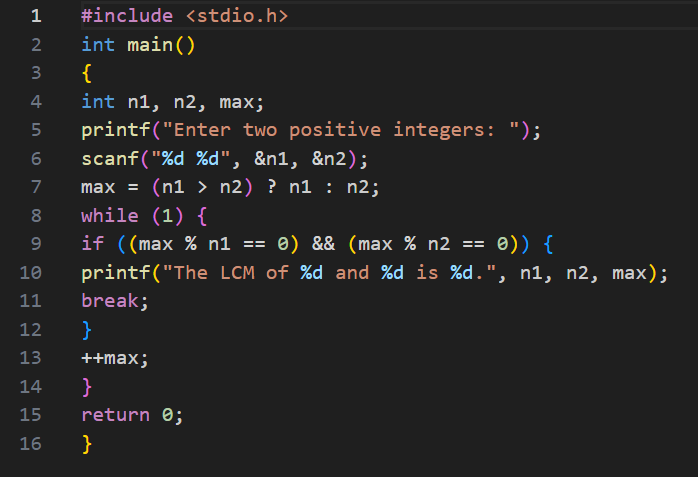 1 #include <stdio.h>
2 int main()
3 {
4 int n1, n2, max;
5 printf("Enter two positive integers: ");
6 scanf("%d %d", &n1, &n2);
7 max = (n1 > n2) ? n1 : n2;
8 while (1) {
9 if ((max % n1 == 0) && (max % n2 == 0)) {
10 printf("The LCM of %d and %d is %d.", n1, n2, max);
11 break;
12 }
13 ++max;
14 }
15 return 0;
16 }